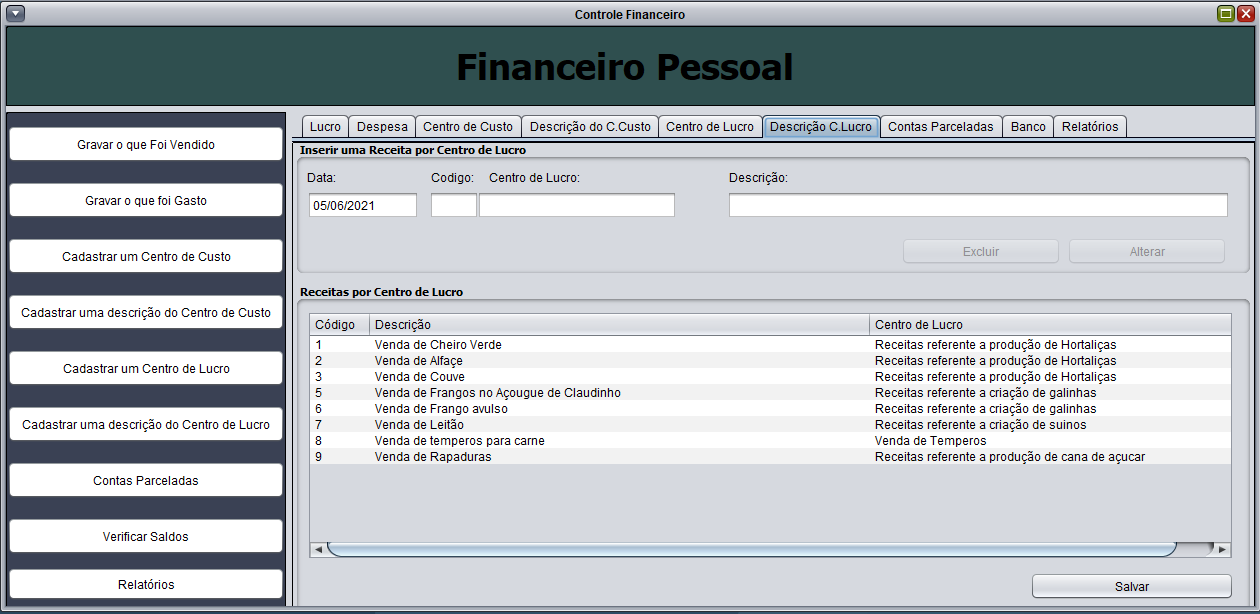 Controle Financeiro
Financeiro Pessoal
Gravar o que Foi Vendido
Gravar o que foi Gasto
Cadastrar um Centro de Custo
Cadastrar uma descrição do Centro de Custo
Cadastrar um Centro de Lucro
Cadastrar uma descrição do Centro de Lucro
Contas Parceladas
Verificar Saldos
Relatórios
Lucro Despesa Centro de Custo Descrição do C.Custo Centro de Lucro Descrição C.Lucro Contas Parceladas Banco Relatórios
Inserir uma Receita por Centro de Lucro
Data: Codigo: Centro de Lucro: Descrição:
05/06/2021
Excluir Alterar
Receitas por Centro de Lucro
Código Descrição Centro de Lucro
1 Venda de Cheiro Verde Receitas referente a produção de Hortaliças
2 Venda de Alfaçe Receitas referente a produção de Hortaliças
3 Venda de Couve Receitas referente a produção de Hortaliças
5 Venda de Frangos no Açougue de Claudinho Receitas referente a criação de galinhas
6 Venda de Frango avulso Receitas referente a criação de galinhas
7 Venda de Leitão Receitas referente a criação de suinos
8 Venda de temperos para carne Venda de Temperos
9 Venda de Rapaduras Receitas referente a produção de cana de açucar
Salvar